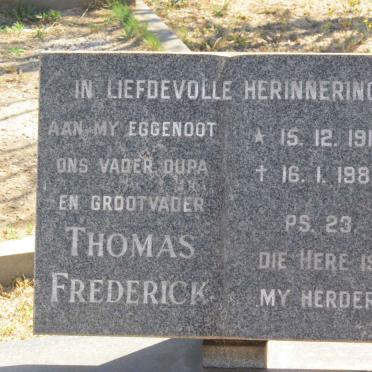 IN LIEFDEVOLLE HERINNERING
AAN MY EGGENOOT
ONS VADER, OUPA
EN GROOTVADER
THOMAS
FREDERICK
★ 15. 12. 191
† 16. 1. 198
PS. 23.
DIE HERE IS
MY HERDER